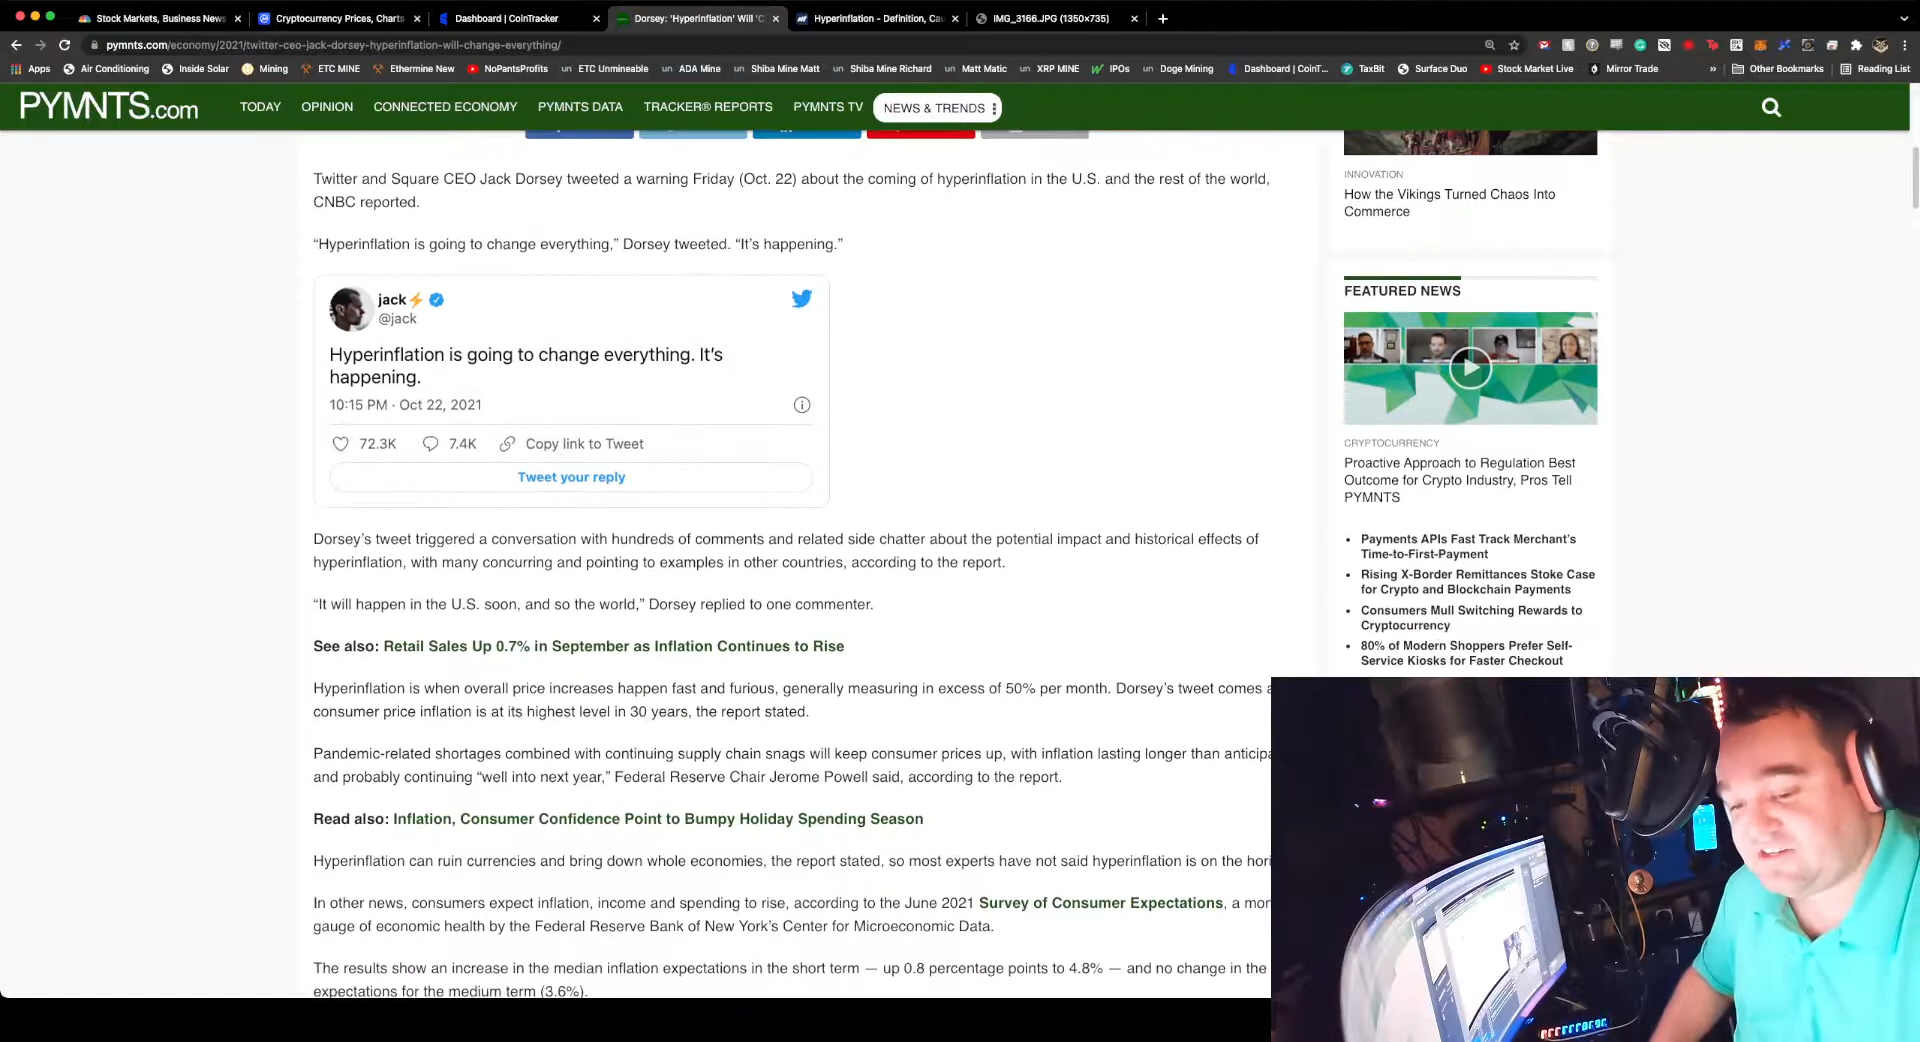 Stock Markets, Business News
Cryptocurrency Prices, Charts
Dashboard | CoinTracker
Dorsey: 'Hyperinflation' Will 'C
Hyperinflation - Definition, Cau
IMG_3166.JPG (1350×735)
pymnts.com/economy/2021/twitter-ceo-jack-dorsey-hyperinflation-will-change-everything/
Apps
Air Conditioning
Inside Solar
Mining
ETC MINE
Ethermine New
NoPantsProfits
un ETC Unmineable
un ADA Mine
un Shiba Mine Matt
un Shiba Mine Richard
un Matt Matic
un XRP MINE
IPOs
un Doge Mining
Dashboard | CoinT...
TaxBit
Surface Duo
Stock Market Live
Mirror Trade
»
Other Bookmarks
Reading List
PYMNTS.com
TODAY
OPINION
CONNECTED ECONOMY
PYMNTS DATA
TRACKER® REPORTS
PYMNTS TV
NEWS & TRENDS
Twitter and Square CEO Jack Dorsey tweeted a warning Friday (Oct. 22) about the coming of hyperinflation in the U.S. and the rest of the world,
CNBC reported.
“Hyperinflation is going to change everything,” Dorsey tweeted. “It’s happening.”
jack⚡
@jack
Hyperinflation is going to change everything. It’s
happening.
10:15 PM · Oct 22, 2021
72.3K
7.4K
Copy link to Tweet
Tweet your reply
Dorsey’s tweet triggered a conversation with hundreds of comments and related side chatter about the potential impact and historical effects of
hyperinflation, with many concurring and pointing to examples in other countries, according to the report.
“It will happen in the U.S. soon, and so the world,” Dorsey replied to one commenter.
See also: Retail Sales Up 0.7% in September as Inflation Continues to Rise
Hyperinflation is when overall price increases happen fast and furious, generally measuring in excess of 50% per month. Dorsey’s tweet comes a
consumer price inflation is at its highest level in 30 years, the report stated.
Pandemic-related shortages combined with continuing supply chain snags will keep consumer prices up, with inflation lasting longer than anticipa
and probably continuing “well into next year,” Federal Reserve Chair Jerome Powell said, according to the report.
Read also: Inflation, Consumer Confidence Point to Bumpy Holiday Spending Season
Hyperinflation can ruin currencies and bring down whole economies, the report stated, so most experts have not said hyperinflation is on the hori
In other news, consumers expect inflation, income and spending to rise, according to the June 2021 Survey of Consumer Expectations, a mon
gauge of economic health by the Federal Reserve Bank of New York’s Center for Microeconomic Data.
The results show an increase in the median inflation expectations in the short term — up 0.8 percentage points to 4.8% — and no change in the
expectations for the medium term (3.6%).
INNOVATION
How the Vikings Turned Chaos Into
Commerce
FEATURED NEWS
CRYPTOCURRENCY
Proactive Approach to Regulation Best
Outcome for Crypto Industry, Pros Tell
PYMNTS
• Payments APIs Fast Track Merchant’s
Time-to-First-Payment
• Rising X-Border Remittances Stoke Case
for Crypto and Blockchain Payments
• Consumers Mull Switching Rewards to
Cryptocurrency
• 80% of Modern Shoppers Prefer Self-
Service Kiosks for Faster Checkout